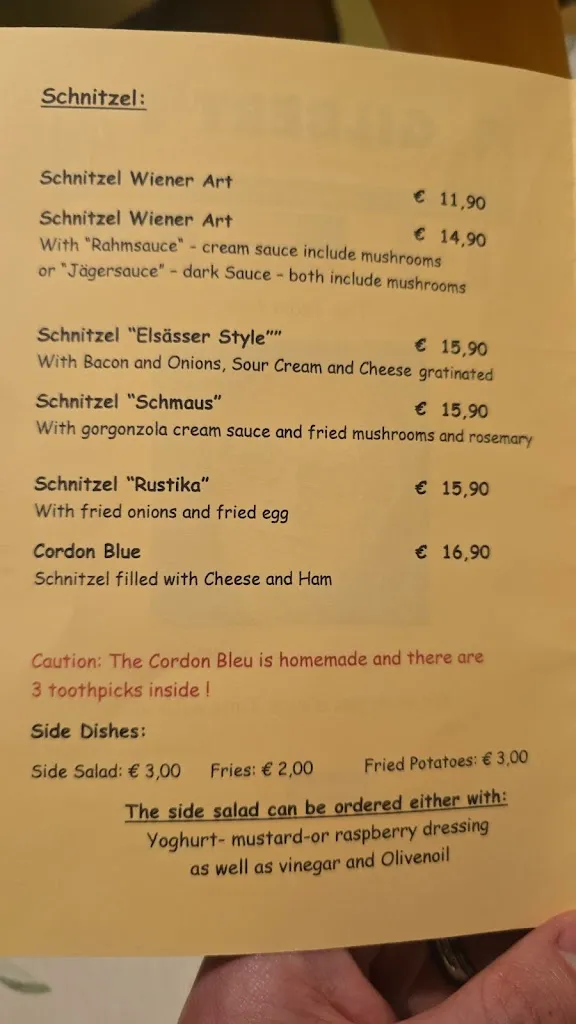 Schnitzel:
Schnitzel Wiener Art € 11,90
Schnitzel Wiener Art € 14,90
With "Rahmsauce" - cream sauce include mushrooms
or "Jägersauce" - dark Sauce - both include mushrooms
Schnitzel "Elsässer Style"" € 15,90
With Bacon and Onions, Sour Cream and Cheese gratinated
Schnitzel "Schmaus" € 15,90
With gorgonzola cream sauce and fried mushrooms and rosemary
Schnitzel "Rustika" € 15,90
With fried onions and fried egg
Cordon Blue € 16,90
Schnitzel filled with Cheese and Ham
Caution: The Cordon Bleu is homemade and there are
3 toothpicks inside !
Side Dishes:
Side Salad: € 3,00 Fries: € 2,00 Fried Potatoes: € 3,00
The side salad can be ordered either with:
Yoghurt- mustard-or raspberry dressing
as well as vinegar and Olivenoil